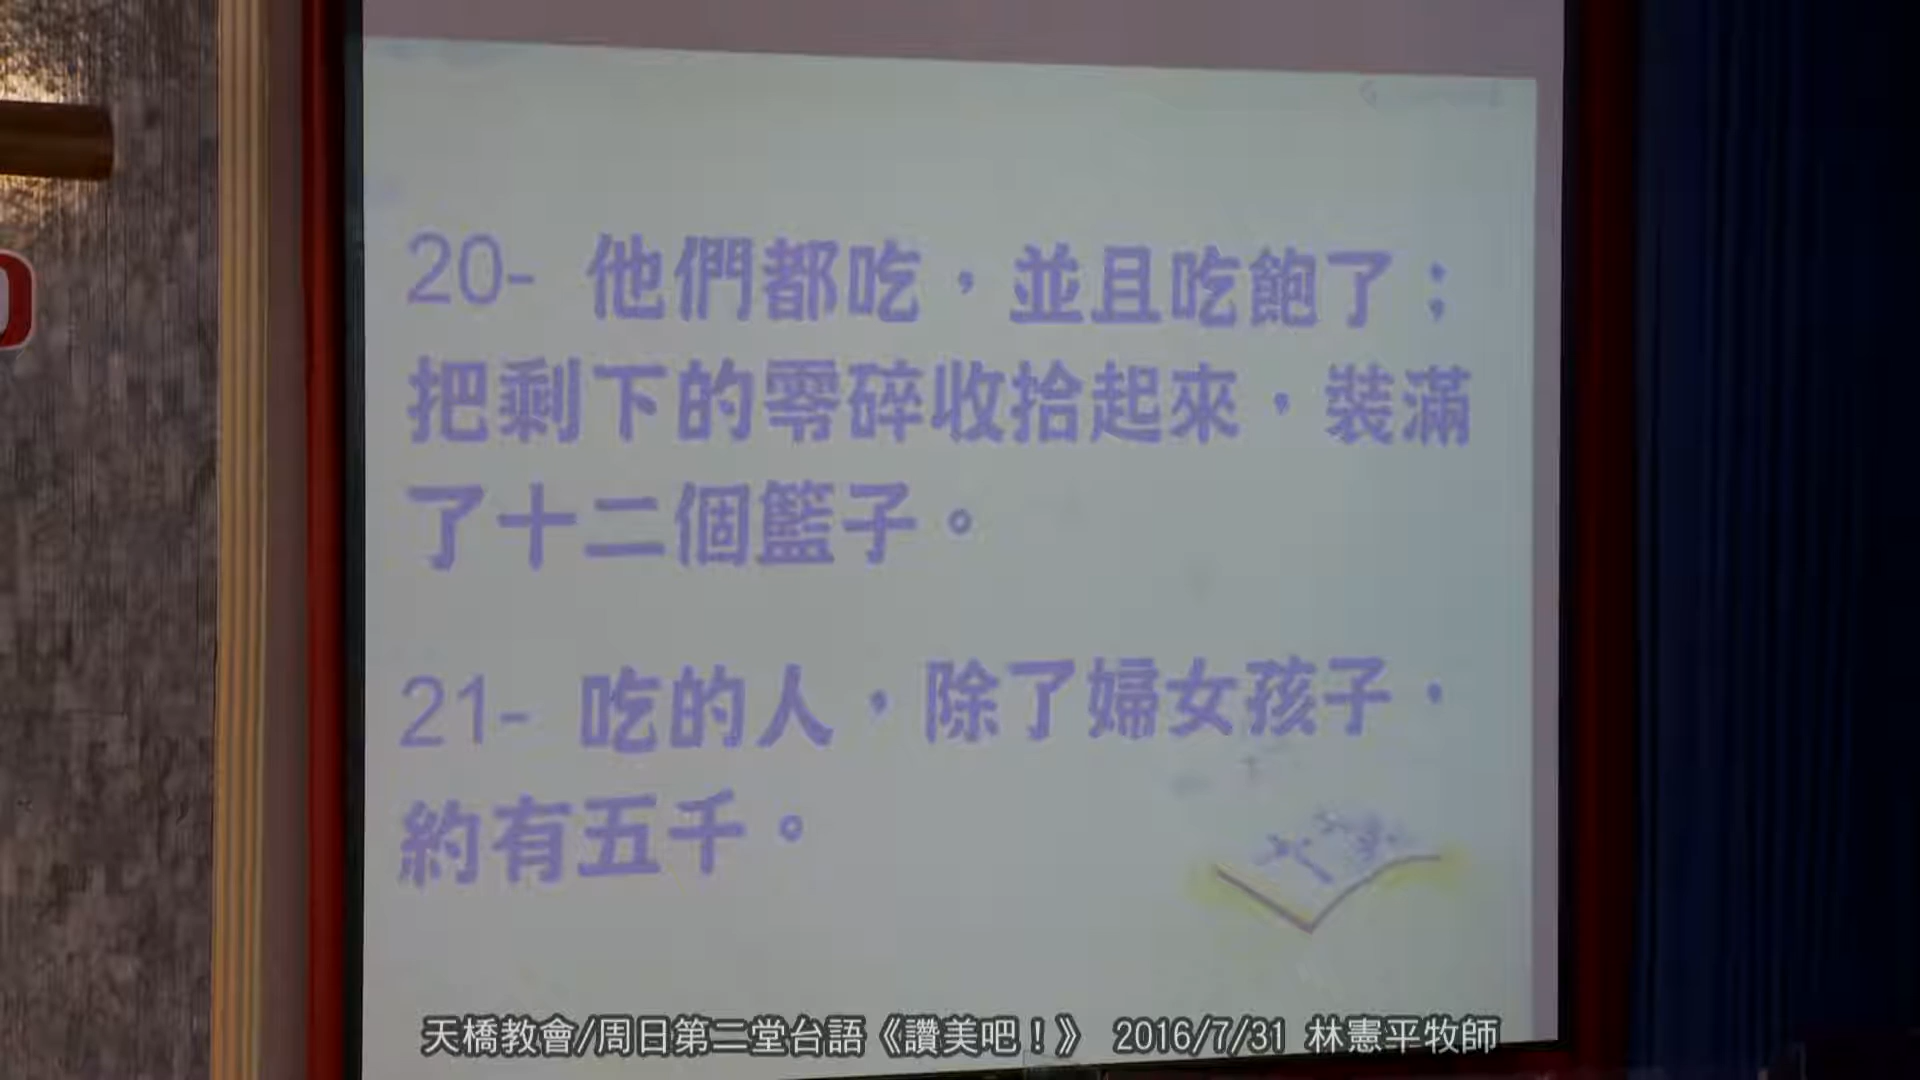 20- 他們都吃，並且吃飽了；
把剩下的零碎收拾起來，裝滿
了十二個籃子。
21- 吃的人，除了婦女孩子，
約有五千。
天橋教會/周日第二堂台語《讚美吧！》 2016/7/31 林憲平牧師